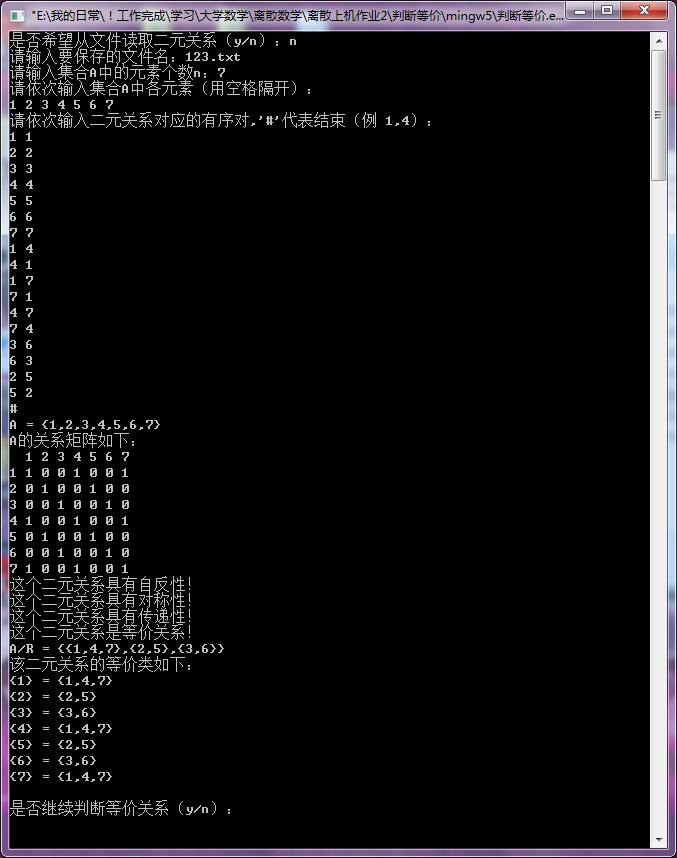 "E:\我的日常\！工作完成\学习\大学数学\离散数学\离散上机作业2\判断等价\mingw5\判断等价.e...
是否希望从文件读取二元关系（y/n）：n
请输入要保存的文件名：123.txt
请输入集合A中的元素个数n：7
请依次输入集合A中各元素（用空格隔开）：
1 2 3 4 5 6 7
请依次输入二元关系对应的有序对,'#'代表结束（例 1,4）：
1 1
2 2
3 3
4 4
5 5
6 6
7 7
1 4
4 1
1 7
7 1
4 7
7 4
3 6
6 3
2 5
5 2
#
A = {1,2,3,4,5,6,7}
A的关系矩阵如下：
  1 2 3 4 5 6 7
1 1 0 0 1 0 0 1
2 0 1 0 0 1 0 0
3 0 0 1 0 0 1 0
4 1 0 0 1 0 0 1
5 0 1 0 0 1 0 0
6 0 0 1 0 0 1 0
7 1 0 0 1 0 0 1
这个二元关系具有自反性！
这个二元关系具有对称性！
这个二元关系具有传递性！
这个二元关系是等价关系！
A/R = {{1,4,7},{2,5},{3,6}}
该二元关系的等价类如下：
{1} = {1,4,7}
{2} = {2,5}
{3} = {3,6}
{4} = {1,4,7}
{5} = {2,5}
{6} = {3,6}
{7} = {1,4,7}
是否继续判断等价关系（y/n）：